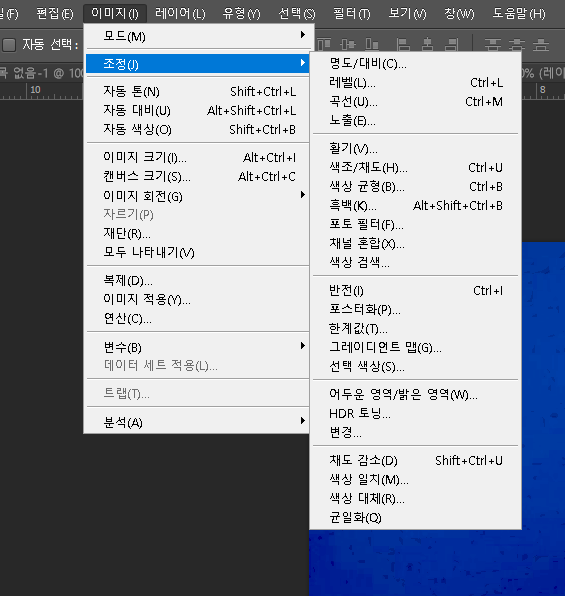 일(F) 편집(E) 이미지(I) 레이어(L) 유형(Y) 선택(S) 필터(T) 보기(V) 창(W) 도움말(H)
자동 선택:
목 없음-1 @ 100
0% (레이
10
8
모드(M)
조정(J)
자동 톤(N) Shift+Ctrl+L
자동 대비(U) Alt+Shift+Ctrl+L
자동 색상(O) Shift+Ctrl+B
이미지 크기(I)... Alt+Ctrl+I
캔버스 크기(S)... Alt+Ctrl+C
이미지 회전(G)
자르기(P)
재단(R)...
모두 나타내기(V)
복제(D)...
이미지 적용(Y)...
연산(C)...
변수(B)
데이터 세트 적용(L)...
트랩(T)...
분석(A)
명도/대비(C)...
레벨(L)... Ctrl+L
곡선(U)... Ctrl+M
노출(E)...
활기(V)...
색조/채도(H)... Ctrl+U
색상 균형(B)... Ctrl+B
흑백(K)... Alt+Shift+Ctrl+B
포토 필터(F)...
채널 혼합(X)...
색상 검색...
반전(I) Ctrl+I
포스터화(P)...
한계값(T)...
그레이디언트 맵(G)...
선택 색상(S)...
어두운 영역/밝은 영역(W)...
HDR 토닝...
변경...
채도 감소(D) Shift+Ctrl+U
색상 일치(M)...
색상 대체(R)...
균일화(Q)